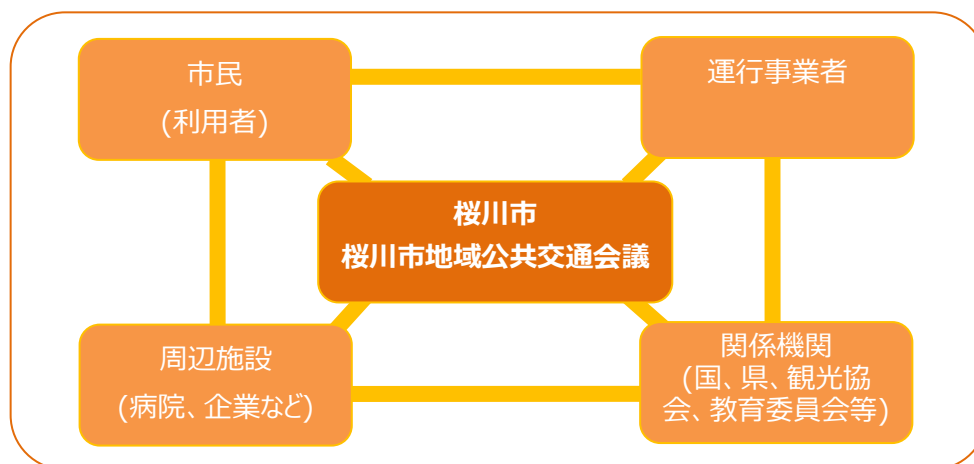 市民
(利用者)
運行事業者
桜川市
桜川市地域公共交通会議
周辺施設
(病院、企業など)
関係機関
(国、県、観光協
会、教育委員会等)